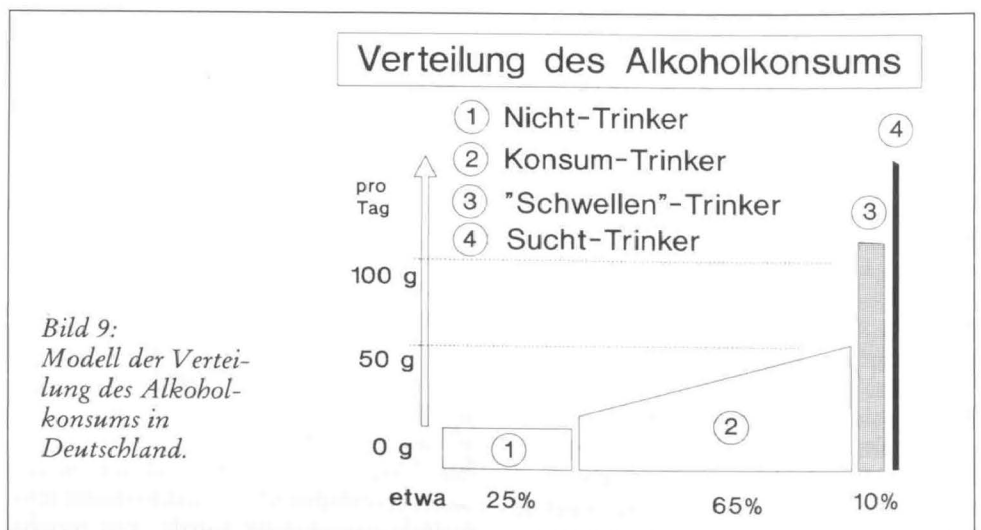 Verteilung des Alkoholkonsums
1 Nicht-Trinker
2 Konsum-Trinker
3 "Schwellen"-Trinker
4 Sucht-Trinker
4
3
pro
Tag
100 g
50 g
0 g
1
2
etwa 25% 65% 10%
Bild 9:
Modell der Vertei-
lung des Alkohol-
konsums in
Deutschland.